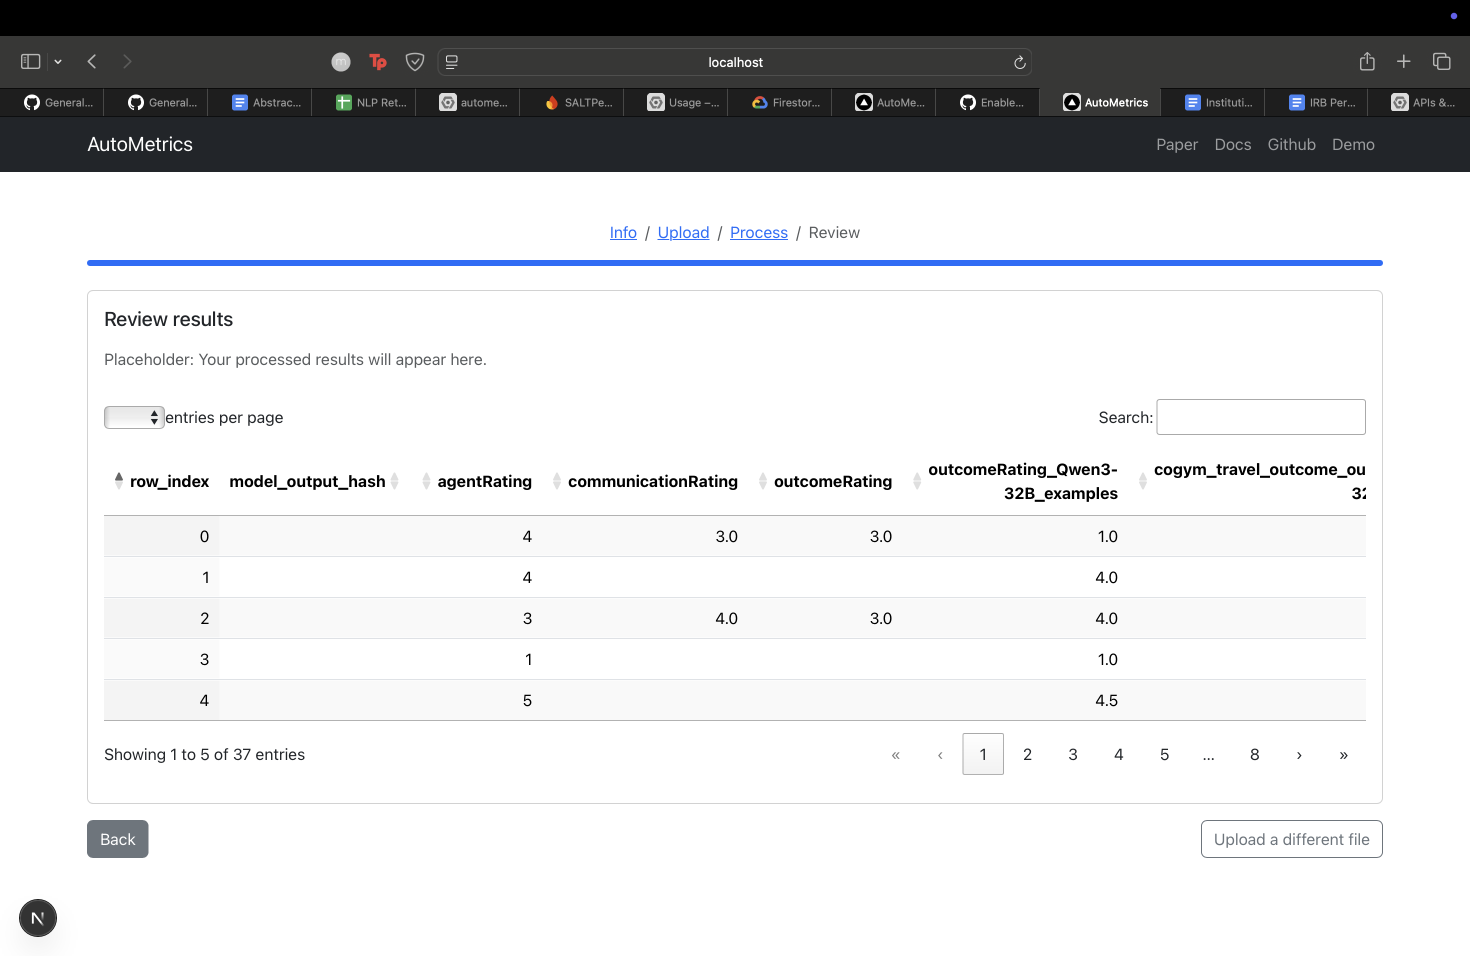 localhost
General...
General...
Abstrac...
NLP Ret...
autome...
SALTPe...
Usage –...
Firestor...
AutoMe...
Enable...
AutoMetrics
Instituti...
IRB Per...
APIs &...
AutoMetrics
Paper Docs Github Demo
Info / Upload / Process / Review
Review results
Placeholder: Your processed results will appear here.
entries per page
Search:
row_index model_output_hash agentRating communicationRating outcomeRating outcomeRating_Qwen3-32B_examples cogym_travel_outcome_ou 32
0 4 3.0 3.0 1.0
1 4 4.0
2 3 4.0 3.0 4.0
3 1 1.0
4 5 4.5
Showing 1 to 5 of 37 entries
« ‹ 1 2 3 4 5 ... 8 › »
Back
Upload a different file
N